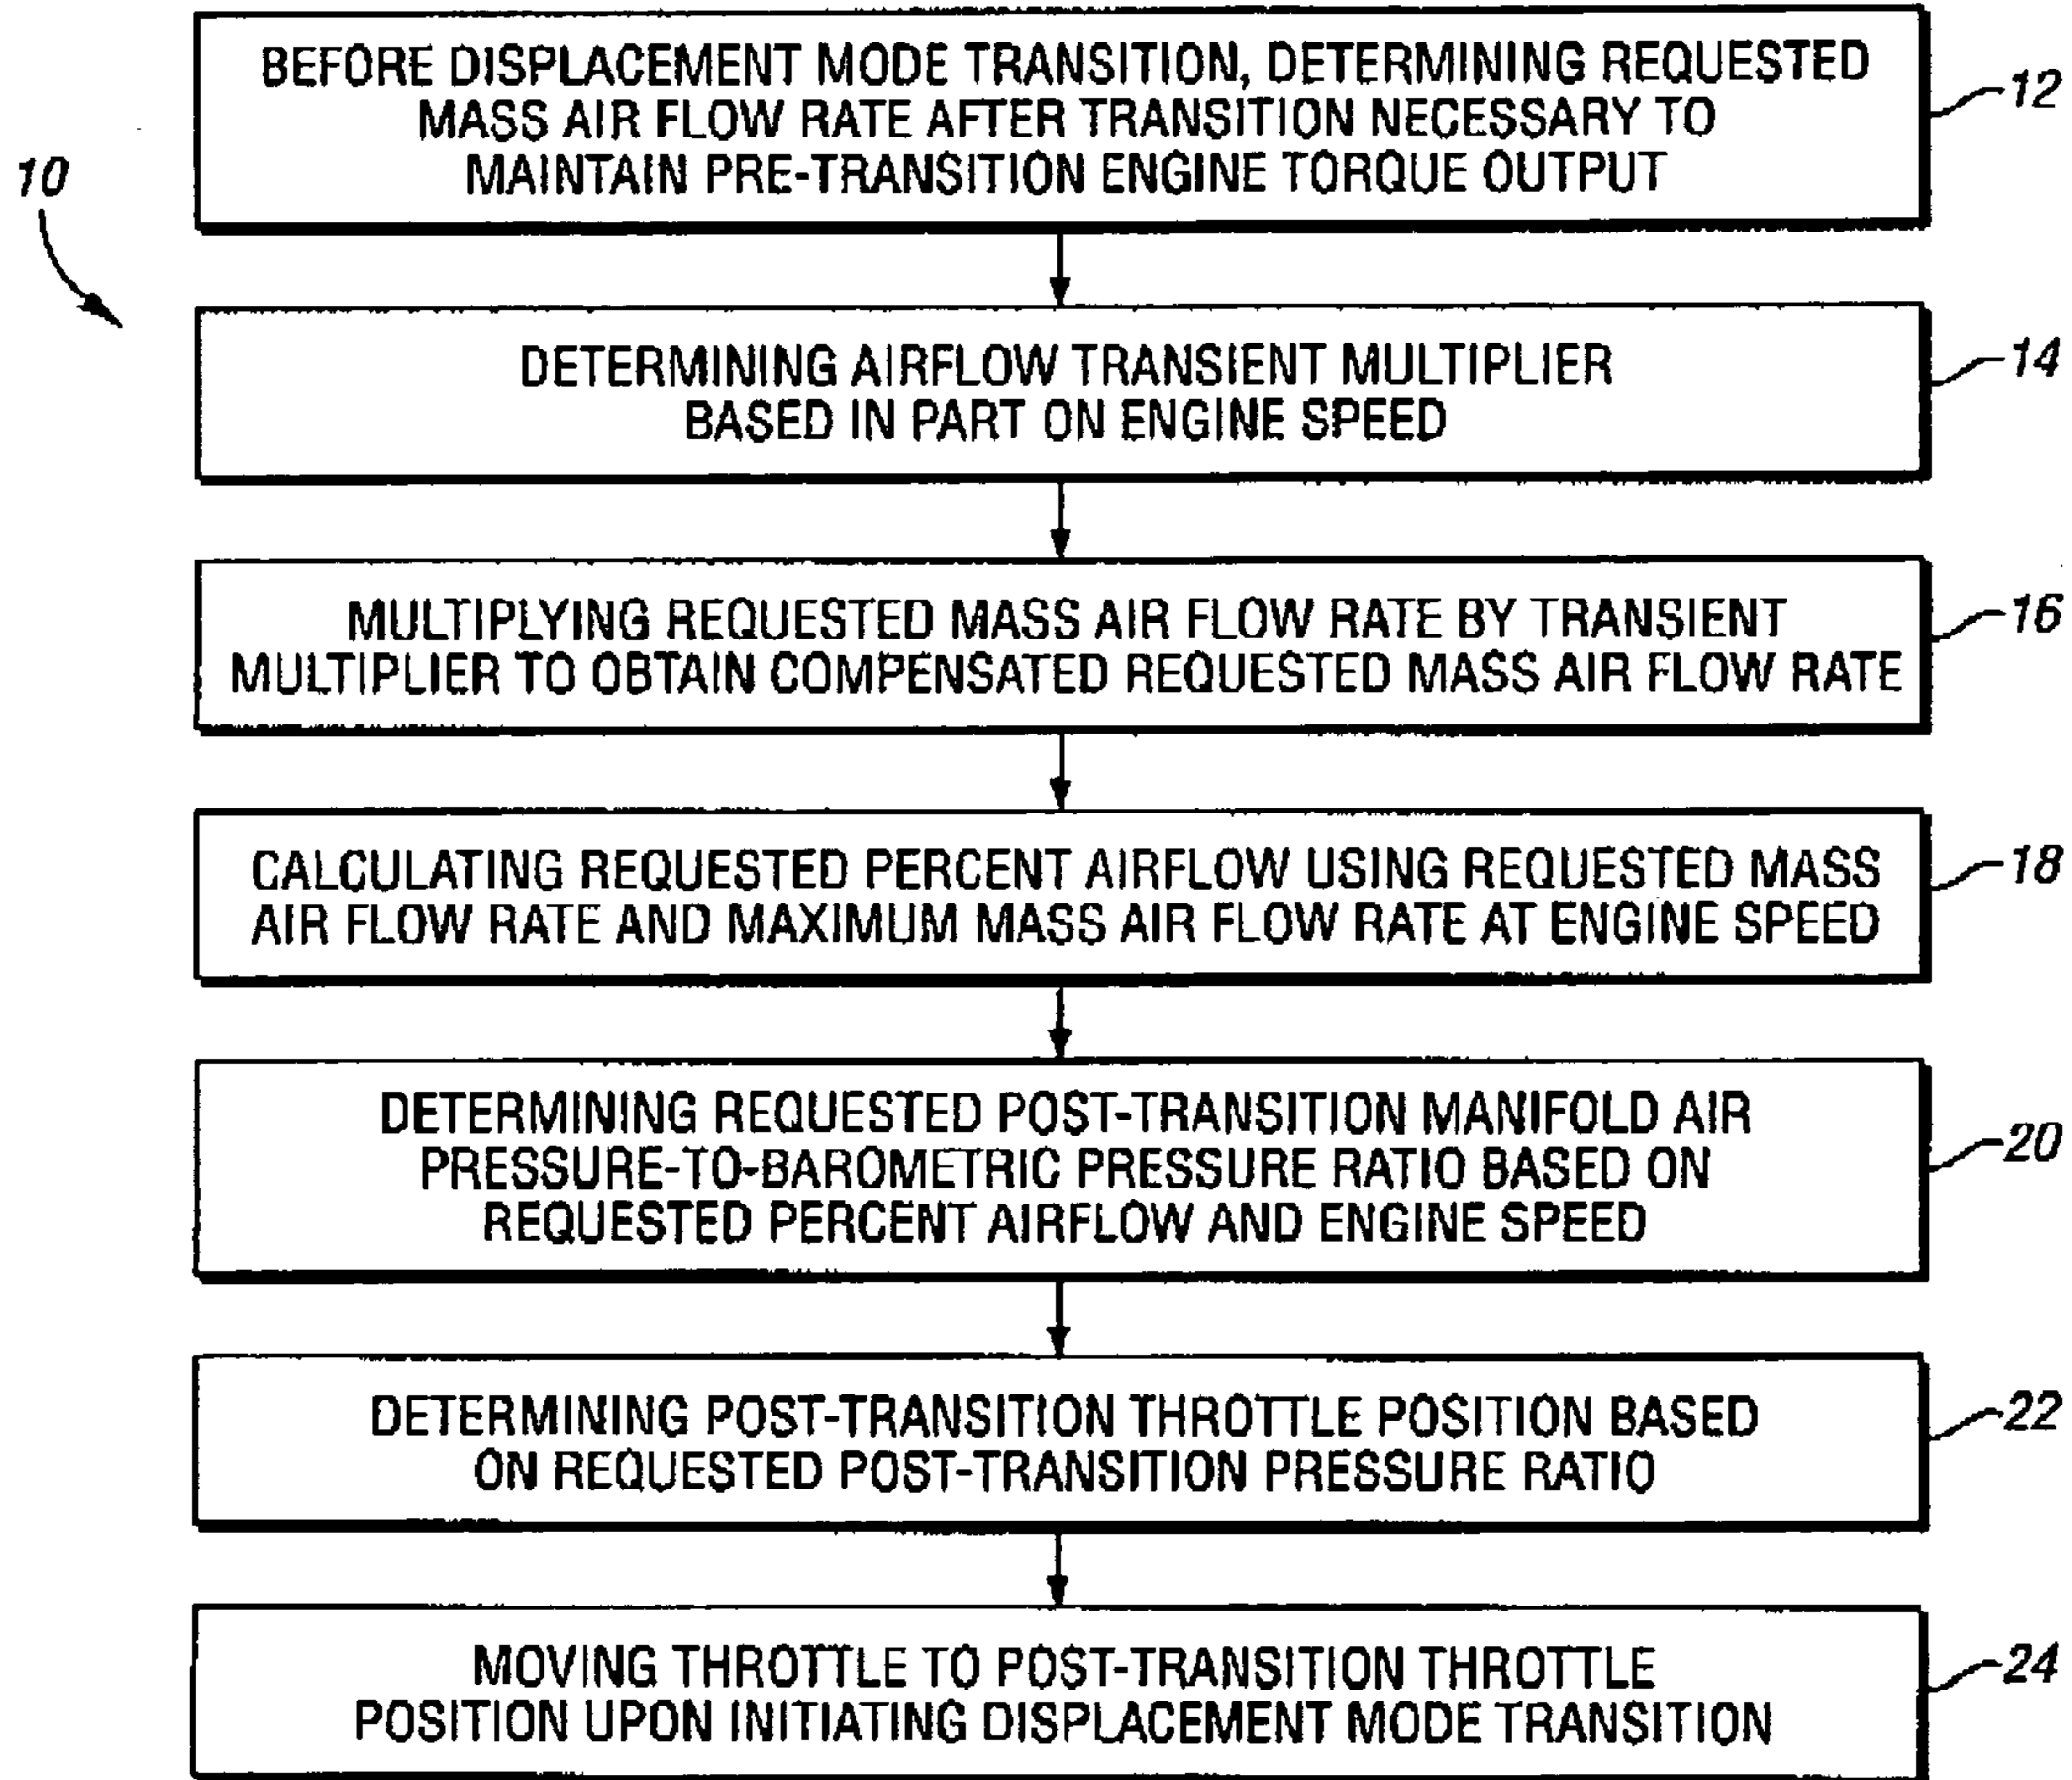 10
BEFORE DISPLACEMENT MODE TRANSITION, DETERMINING REQUESTED
MASS AIR FLOW RATE AFTER TRANSITION NECESSARY TO
MAINTAIN PRE-TRANSITION ENGINE TORQUE OUTPUT
12
DETERMINING AIRFLOW TRANSIENT MULTIPLIER
BASED IN PART ON ENGINE SPEED
14
MULTIPLYING REQUESTED MASS AIR FLOW RATE BY TRANSIENT
MULTIPLIER TO OBTAIN COMPENSATED REQUESTED MASS AIR FLOW RATE
16
CALCULATING REQUESTED PERCENT AIRFLOW USING REQUESTED MASS
AIR FLOW RATE AND MAXIMUM MASS AIR FLOW RATE AT ENGINE SPEED
18
DETERMINING REQUESTED POST-TRANSITION MANIFOLD AIR
PRESSURE-TO-BAROMETRIC PRESSURE RATIO BASED ON
REQUESTED PERCENT AIRFLOW AND ENGINE SPEED
20
DETERMINING POST-TRANSITION THROTTLE POSITION BASED
ON REQUESTED POST-TRANSITION PRESSURE RATIO
22
MOVING THROTTLE TO POST-TRANSITION THROTTLE
POSITION UPON INITIATING DISPLACEMENT MODE TRANSITION
24